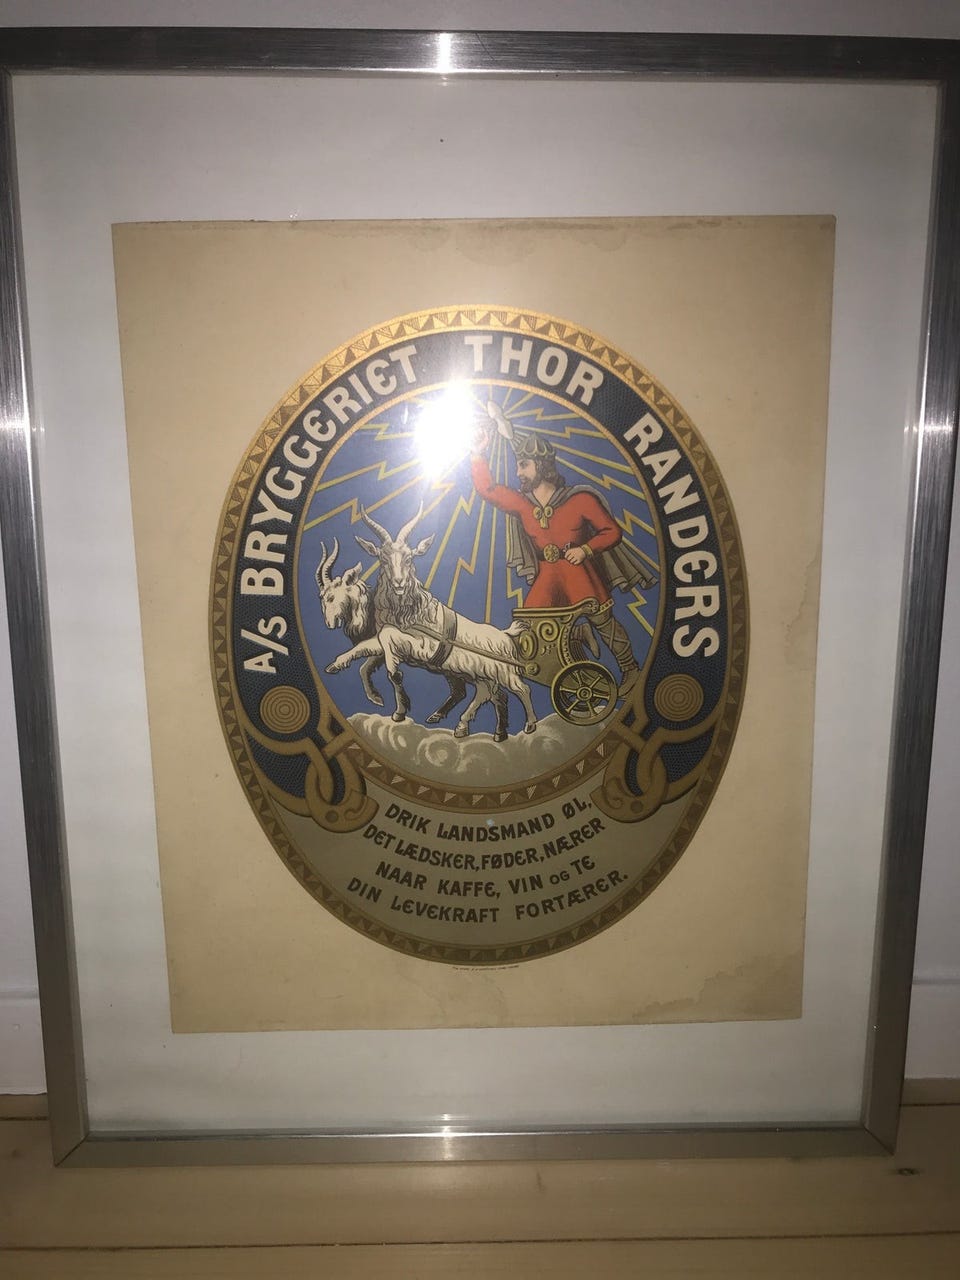 A/S BRYGGERIET THOR RANDERS
DRIK LANDSMAND ØL,
DET LÆDSKER, FØDER, NÆRER
NAAR KAFFE, VIN OG TE
DIN LEVEKRAFT FORTÆRER.